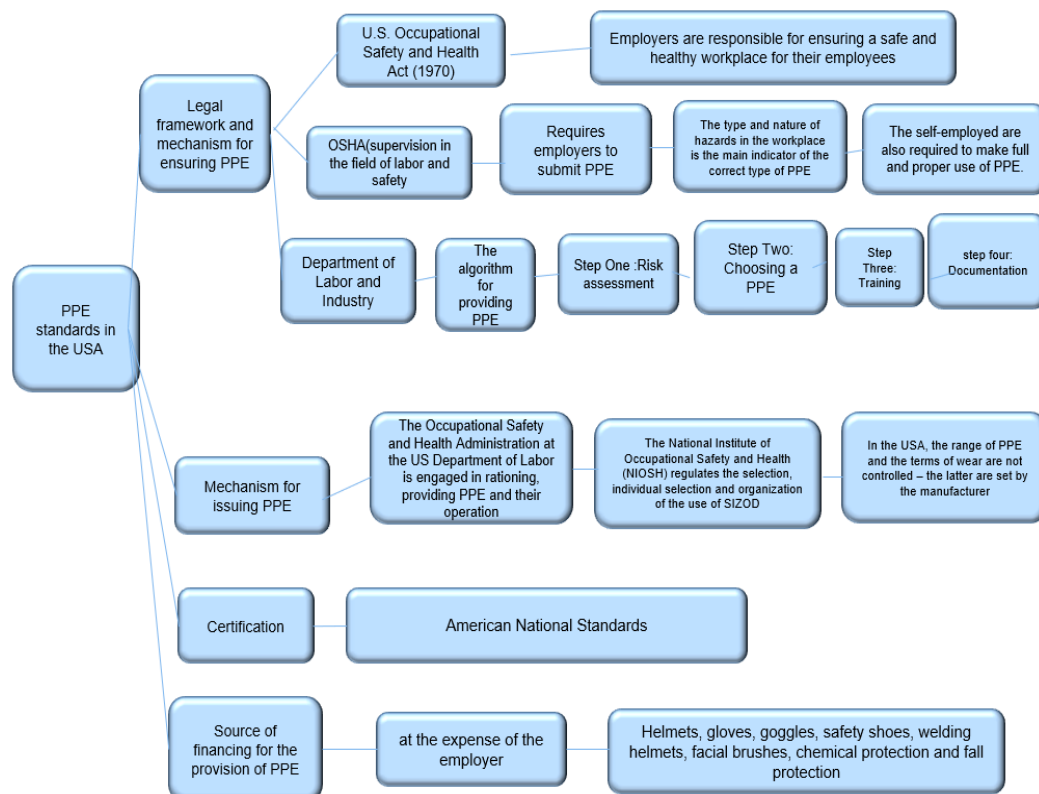 U.S. Occupational
Safety and Health
Act (1970)
Employers are responsible for ensuring a safe and
healthy workplace for their employees
Legal
framework and
mechanism for
ensuring PPE
OSHA(supervision in
the field of labor and
safety
Requires
employers to
submit PPE
The type and nature of
hazards in the workplace
is the main indicator of the
correct type of PPE
The self-employed are
also required to make full
and proper use of PPE.
Department of
Labor and
Industry
The
algorithm
for
providing
PPE
Step One :Risk
assessment
Step Two:
Choosing a
PPE
Step
Three:
Training
step four:
Documentation
PPE
standards in
the USA
Mechanism for
issuing PPE
The Occupational Safety
and Health Administration at
the US Department of Labor
is engaged in rationing,
providing PPE and their
operation
The National Institute of
Occupational Safety and Health
(NIOSH) regulates the selection,
individual selection and organization
of the use of SIZOD
In the USA, the range of PPE
and the terms of wear are not
controlled – the latter are set by
the manufacturer
Certification
American National Standards
Source of
financing for the
provision of PPE
at the expense of the
employer
Helmets, gloves, goggles, safety shoes, welding
helmets, facial brushes, chemical protection and fall
protection